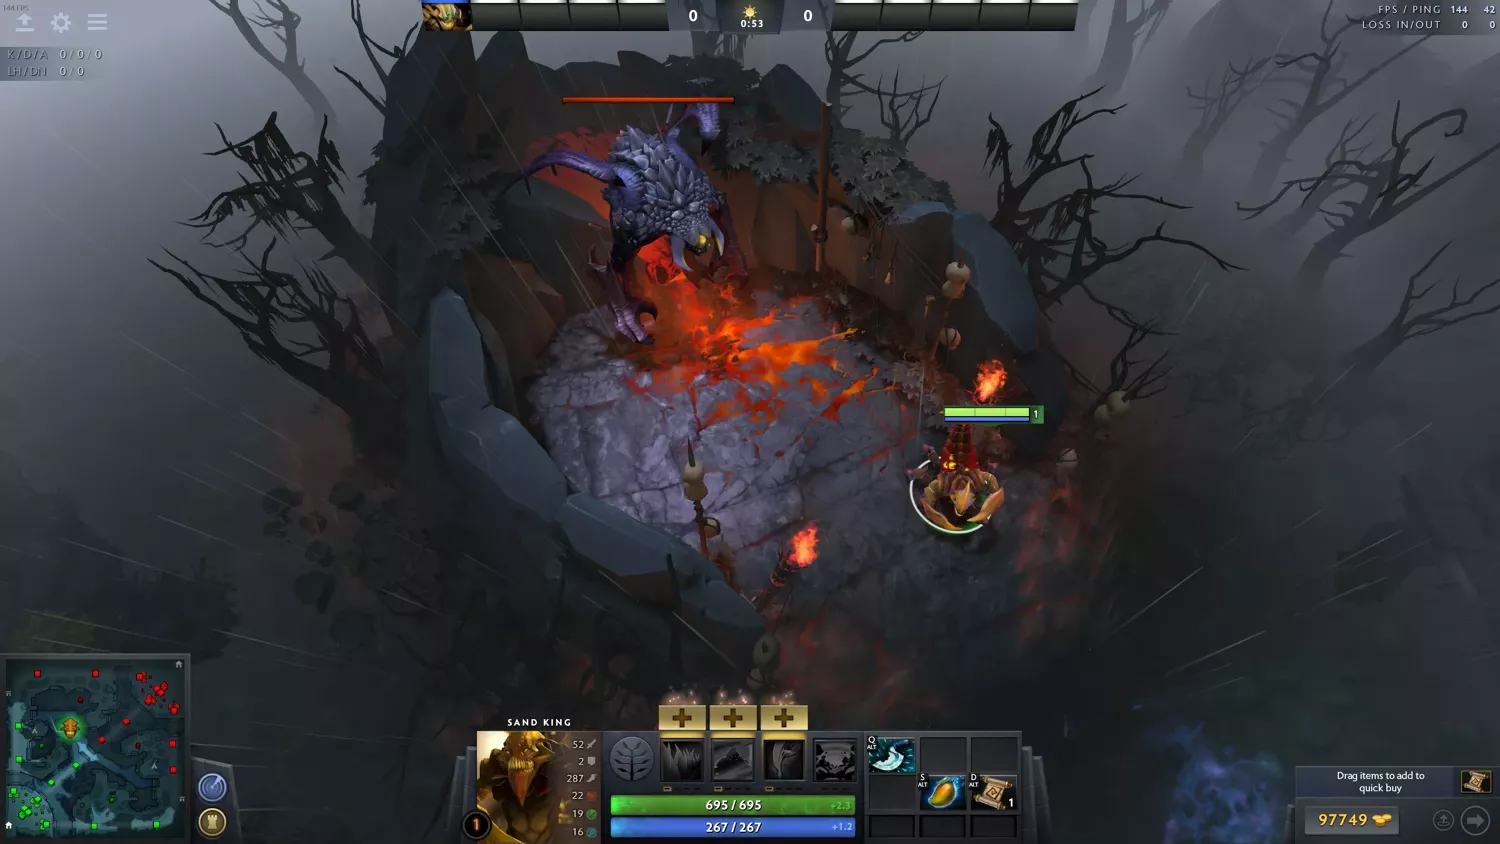 144 FPS
K/D/A 0/0/0
LH/DN 0/0
0
0:53
0
FPS / PING 144 42
LOSS IN/OUT 0 0
1
SAND KING
52
2
287
22
19
16
1
695 / 695
+2.3
267 / 267
+1.2
Q
ALT
S
ALT
D
ALT
1
Drag items to add to
quick buy
97749